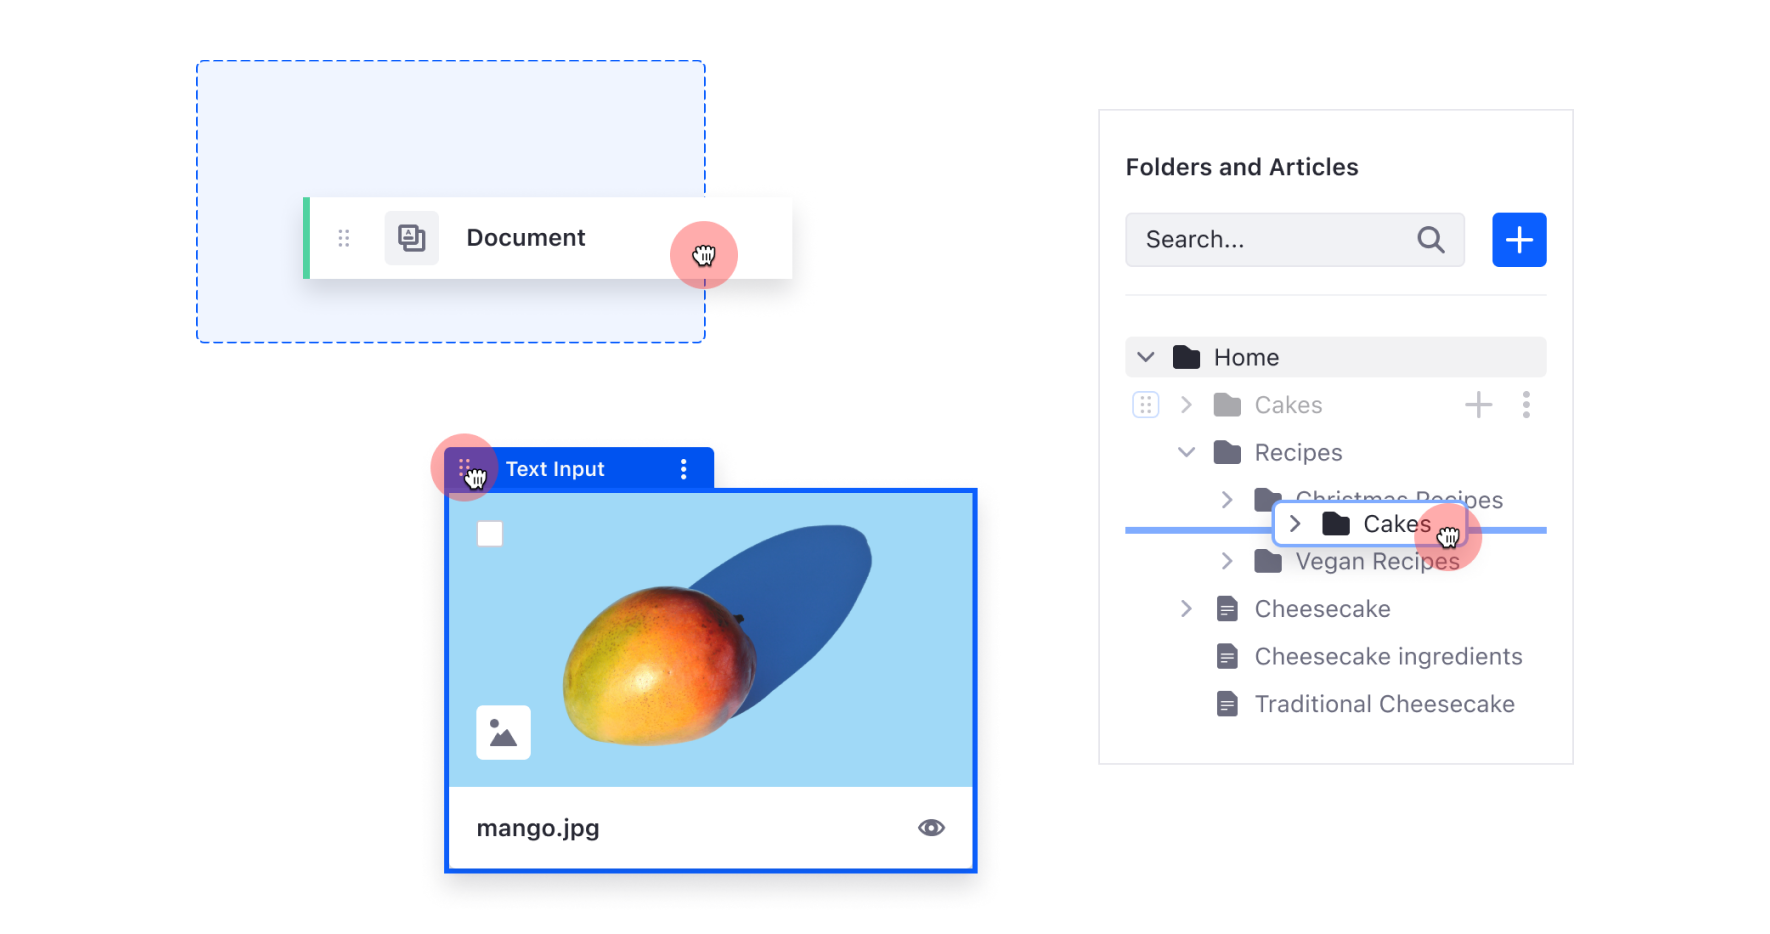 Document
Text Input
mango.jpg
Folders and Articles
Search...
Home
Cakes
Recipes
Christmas Recipes
Cakes
Vegan Recipes
Cheesecake
Cheesecake ingredients
Traditional Cheesecake